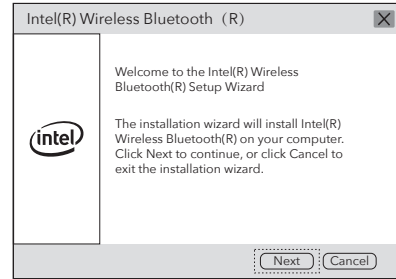 Intel(R) Wireless Bluetooth（R）
Welcome to the Intel(R) Wireless
Bluetooth(R) Setup Wizard
intel
The installation wizard will install Intel(R)
Wireless Bluetooth(R) on your computer.
Click Next to continue, or click Cancel to
exit the installation wizard.
Next Cancel